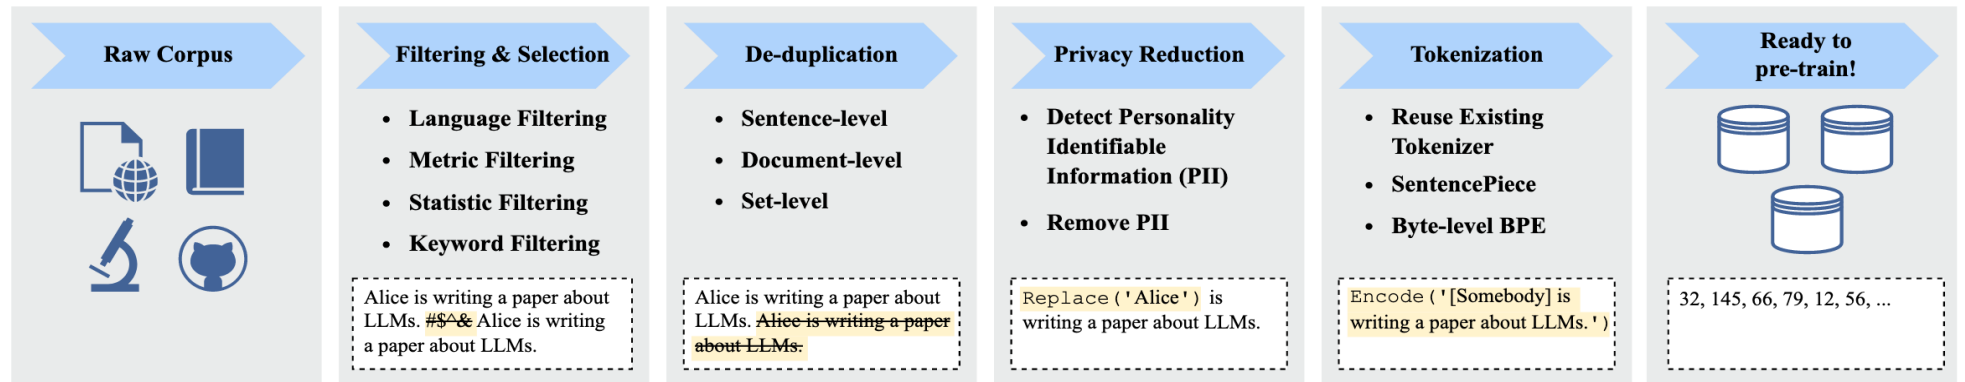 Raw Corpus
Filtering & Selection
• Language Filtering
• Metric Filtering
• Statistic Filtering
• Keyword Filtering
Alice is writing a paper about
LLMs. #$^& Alice is writing
a paper about LLMs.
De-duplication
• Sentence-level
• Document-level
• Set-level
Alice is writing a paper about
LLMs. Alice is writing a paper
about LLMs.
Privacy Reduction
• Detect Personality
Identifiable
Information (PII)
• Remove PII
Replace('Alice') is
writing a paper about LLMs.
Tokenization
• Reuse Existing
Tokenizer
• SentencePiece
• Byte-level BPE
Encode('[Somebody] is
writing a paper about LLMs.')
Ready to
pre-train!
32, 145, 66, 79, 12, 56, ...